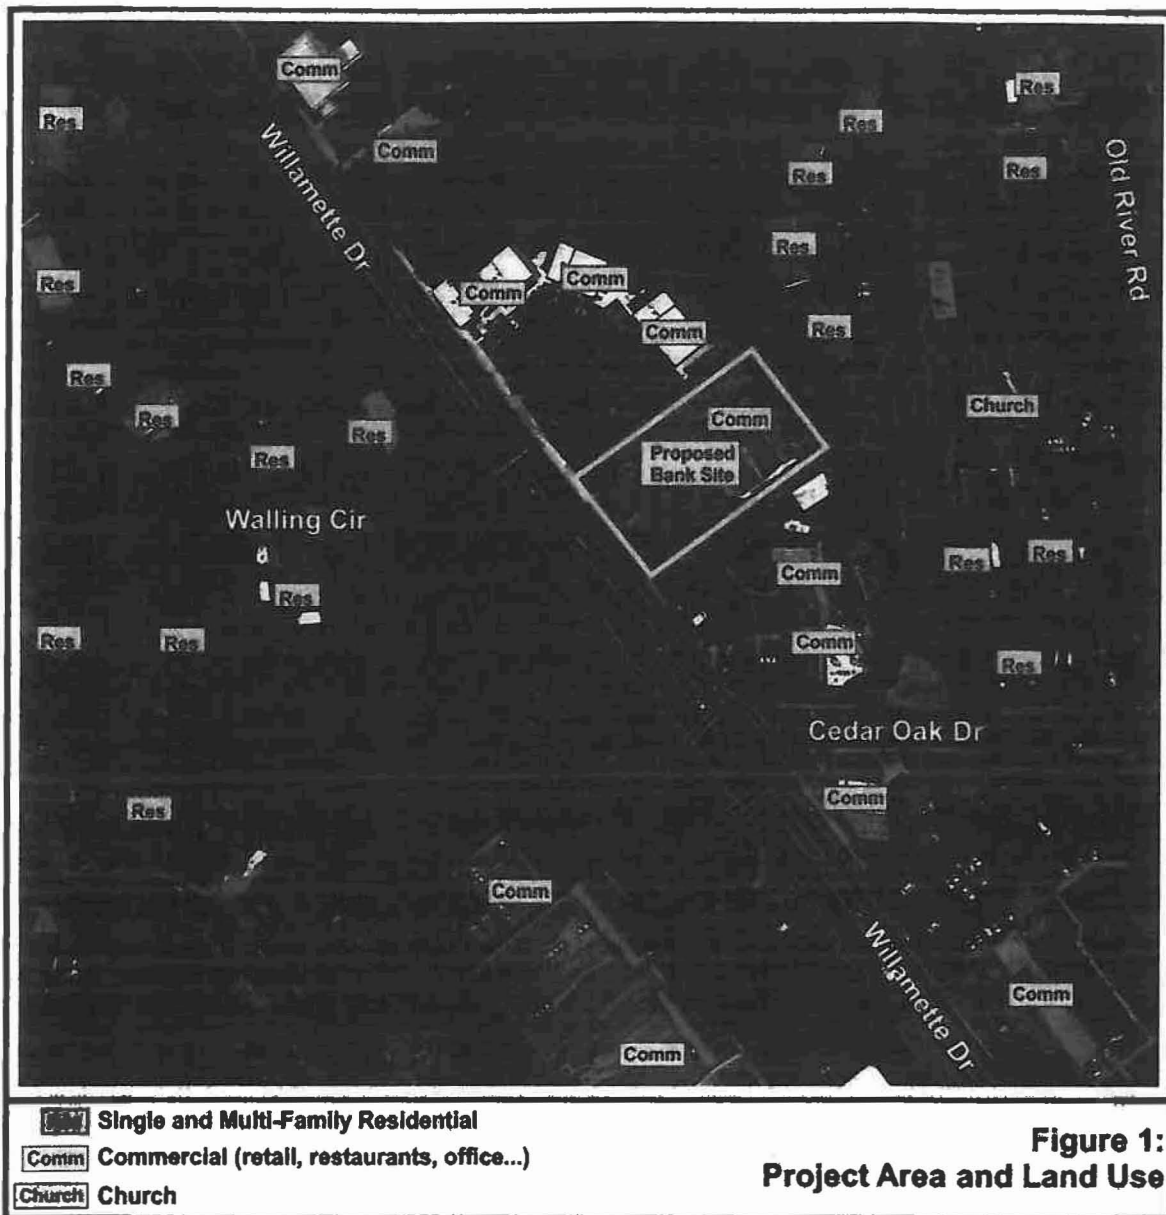 Comm
Res
Res
Comm
Res
Willamette Dr
Res
Res
Old River Rd
Res
Res
Comm
Comm
Comm
Res
Res
Comm
Church
Res
Res
Res
Proposed
Bank Site
Walling Cir
Res
Res
Comm
Res
Res
Res
Comm
Res
Cedar Oak Dr
Comm
Res
Comm
Willamette Dr
Comm
Comm
Single and Multi-Family Residential
Comm Commercial (retail, restaurants, office...)
Church Church
Figure 1:
Project Area and Land Use